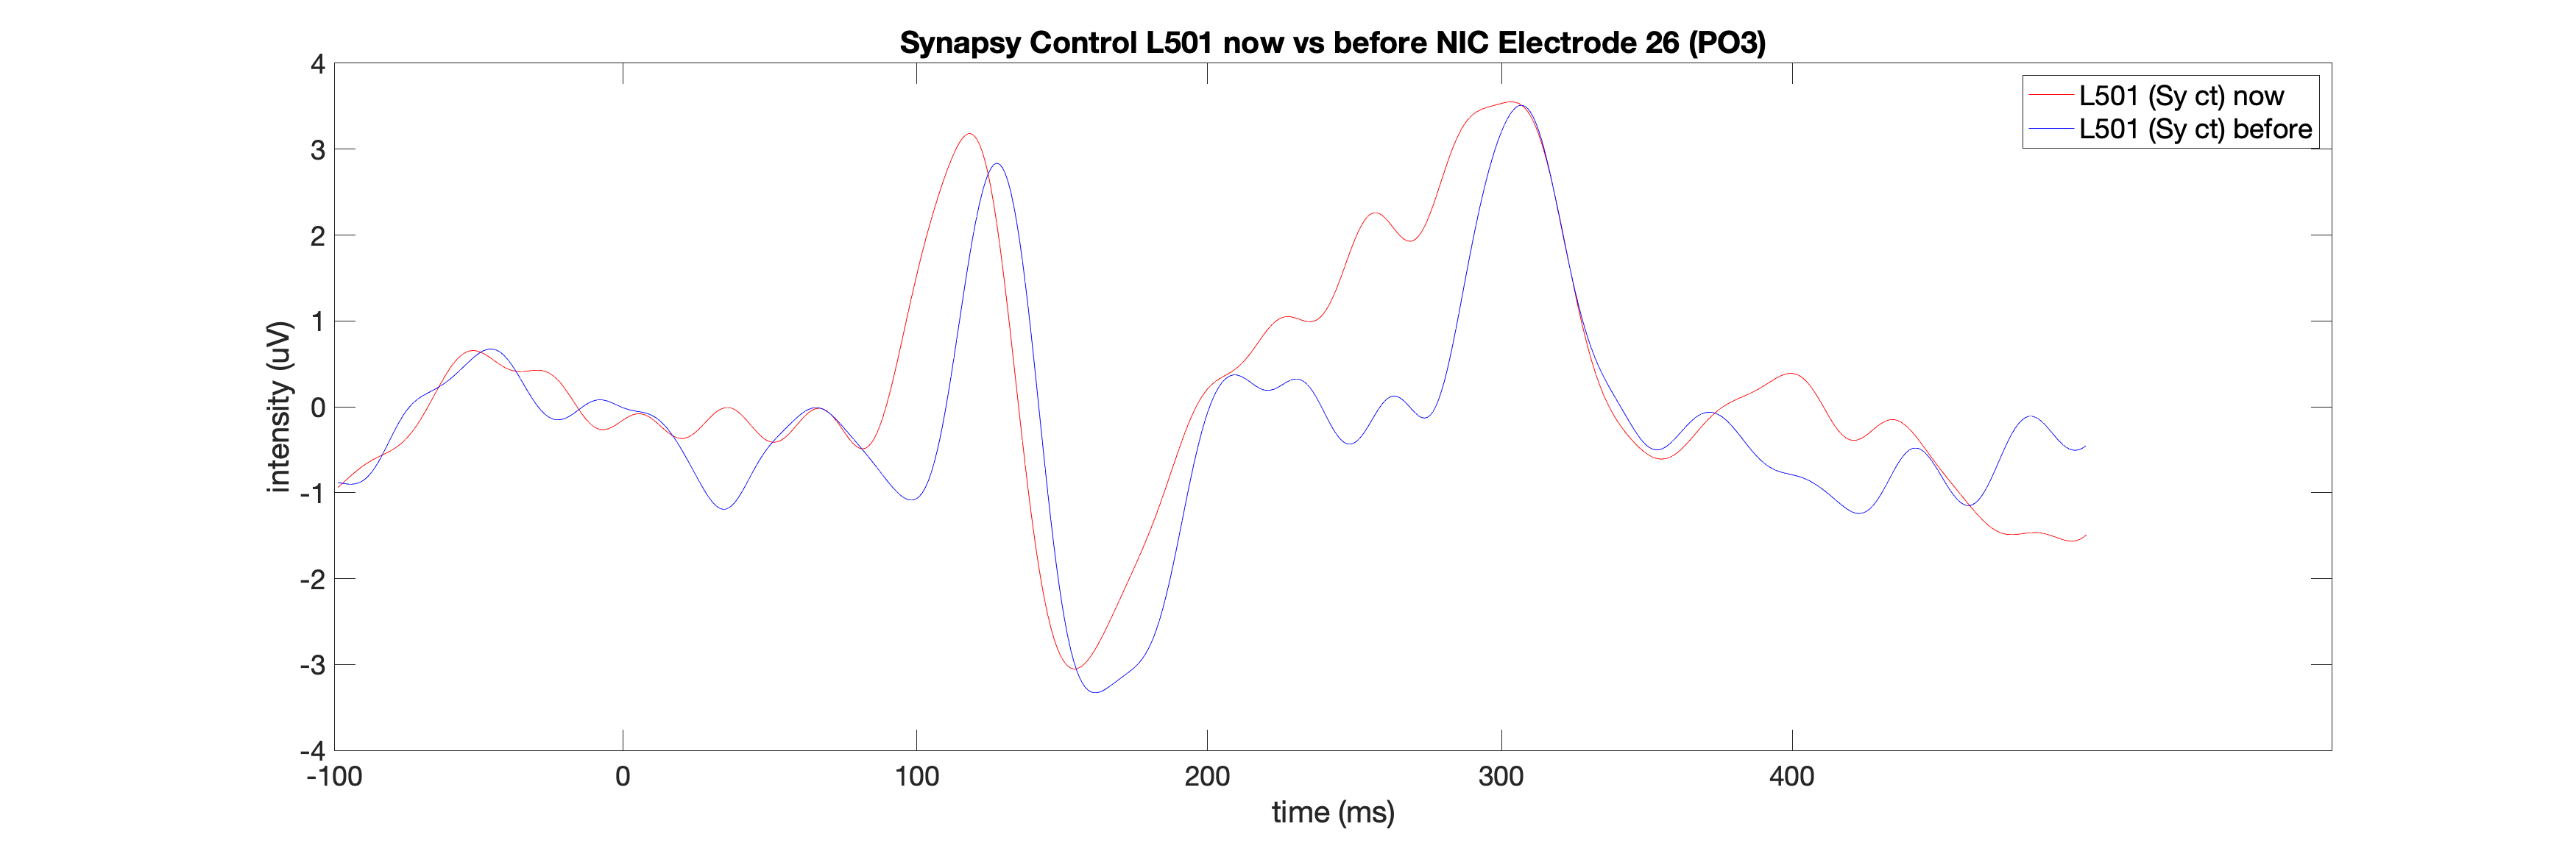 Synapsy Control L501 now vs before NIC Electrode 26 (PO3)
L501 (Sy ct) now
L501 (Sy ct) before
intensity (uV)
4
3
2
1
0
-1
-2
-3
-4
-100 0 100 200 300 400
time (ms)